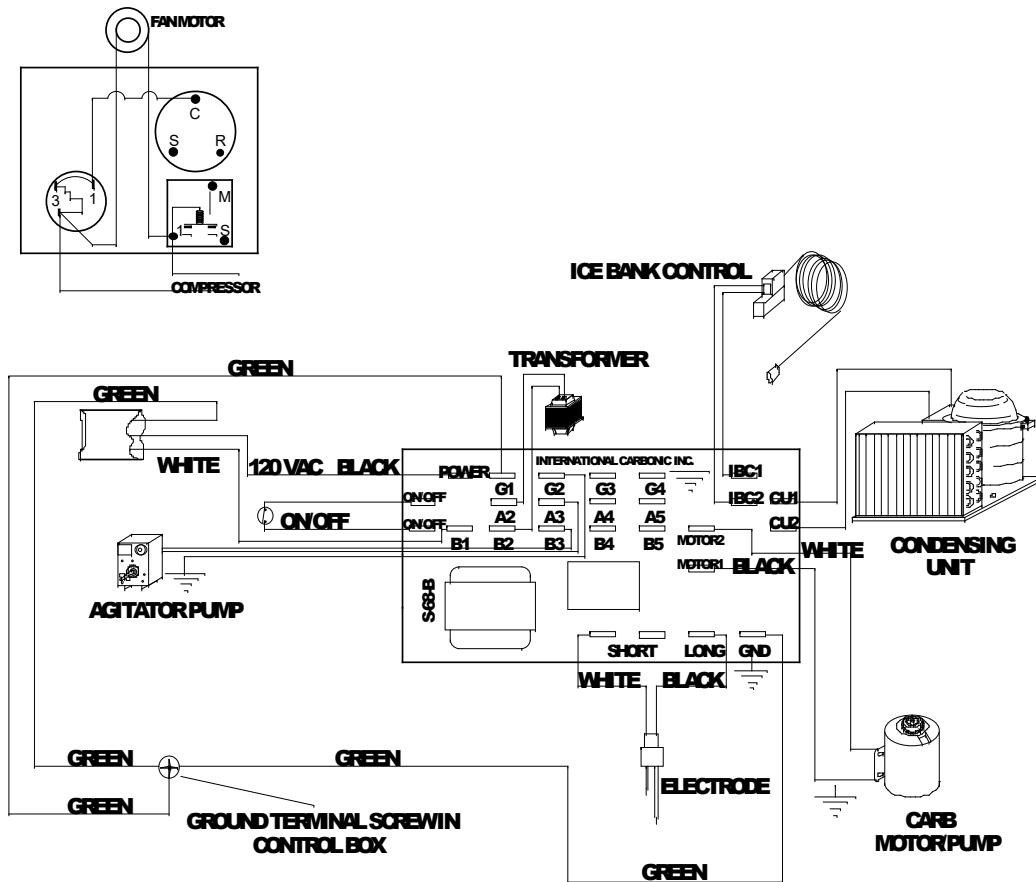 FAN MOTOR
C
S
R
M
3
1
1
S
COMPRESSOR
ICE BANK CONTROL
TRANSFORMER
GREEN
GREEN
WHITE
120 VAC
BLACK
POWER
INTERNATIONAL CARBONIC INC.
IBC1
G1
G2
G3
G4
ON/OFF
IBC2
CU1
A2
A3
A4
A5
ON/OFF
ON/OFF
CU2
B1
B2
B3
B4
B5
MOTOR2
WHITE
CONDENSING
UNIT
MOTOR1
BLACK
AGITATOR PUMP
S-68-B
SHORT
LONG
GND
WHITE
BLACK
GREEN
GREEN
ELECTRODE
GREEN
GROUND TERMINAL SCREW IN
CONTROL BOX
CARB
MOTOR/PUMP
GREEN